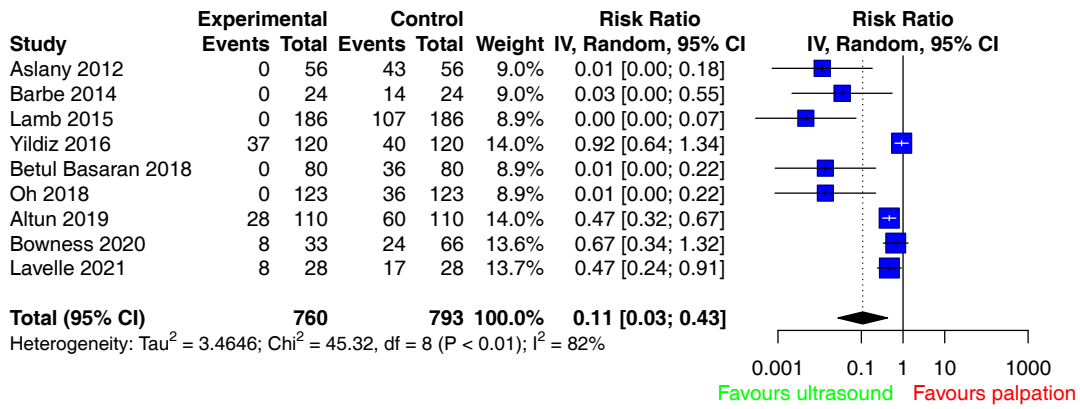 Experimental Control Risk Ratio Risk Ratio
Study Events Total Events Total Weight IV, Random, 95% CI IV, Random, 95% CI
Aslany 2012 0 56 43 56 9.0% 0.01 [0.00; 0.18]
Barbe 2014 0 24 14 24 9.0% 0.03 [0.00; 0.55]
Lamb 2015 0 186 107 186 8.9% 0.00 [0.00; 0.07]
Yildiz 2016 37 120 40 120 14.0% 0.92 [0.64; 1.34]
Betul Basaran 2018 0 80 36 80 8.9% 0.01 [0.00; 0.22]
Oh 2018 0 123 36 123 8.9% 0.01 [0.00; 0.22]
Altun 2019 28 110 60 110 14.0% 0.47 [0.32; 0.67]
Bowness 2020 8 33 24 66 13.6% 0.67 [0.34; 1.32]
Lavelle 2021 8 28 17 28 13.7% 0.47 [0.24; 0.91]
Total (95% CI) 760 793 100.0% 0.11 [0.03; 0.43]
Heterogeneity: Tau² = 3.4646; Chi² = 45.32, df = 8 (P < 0.01); I² = 82%
0.001 0.1 1 10 1000
Favours ultrasound Favours palpation